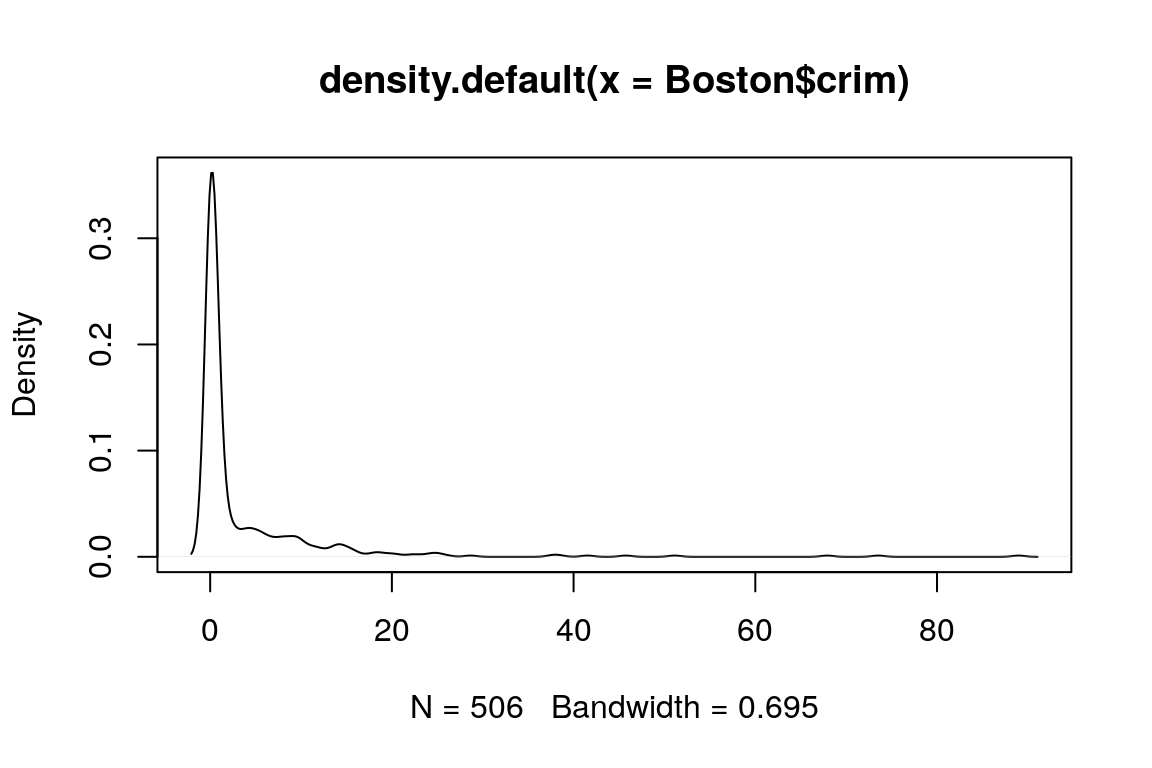 density.default(x = Boston$crim)
Density
0.3
0.2
0.1
0.0
0 20 40 60 80
N = 506 Bandwidth = 0.695